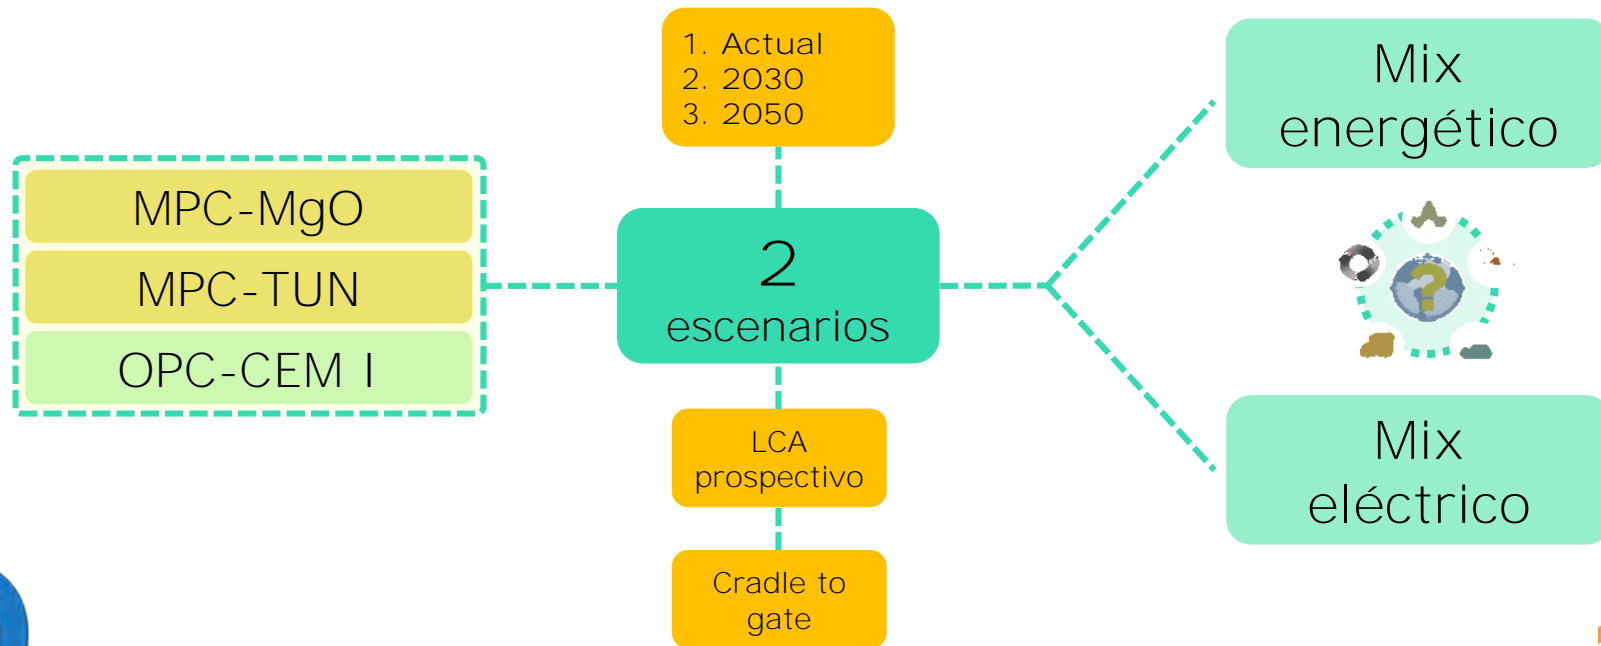 1. Actual
2. 2030
3. 2050
MPC-MgO
MPC-TUN
OPC-CEM I
2
escenarios
LCA
prospectivo
Cradle to
gate
Mix
energético
Mix
eléctrico